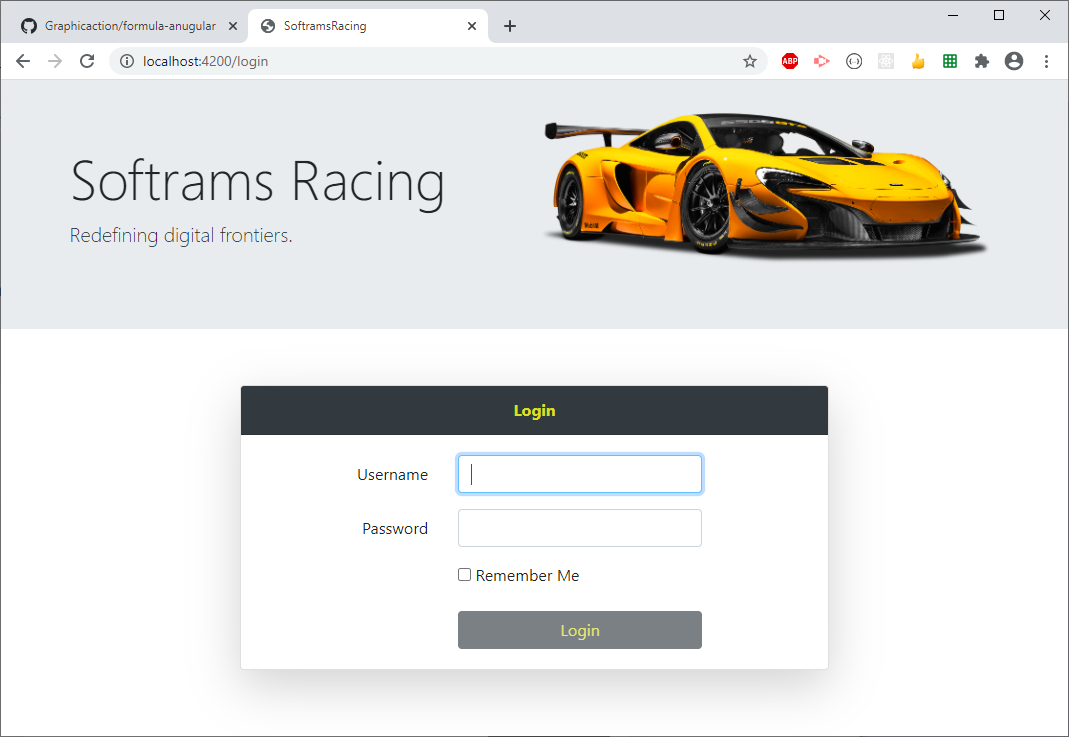 Graphicaction/formula-anugular
SoftramsRacing
localhost:4200/login
ABP
Softrams Racing
Redefining digital frontiers.
Login
Username
Password
Remember Me
Login